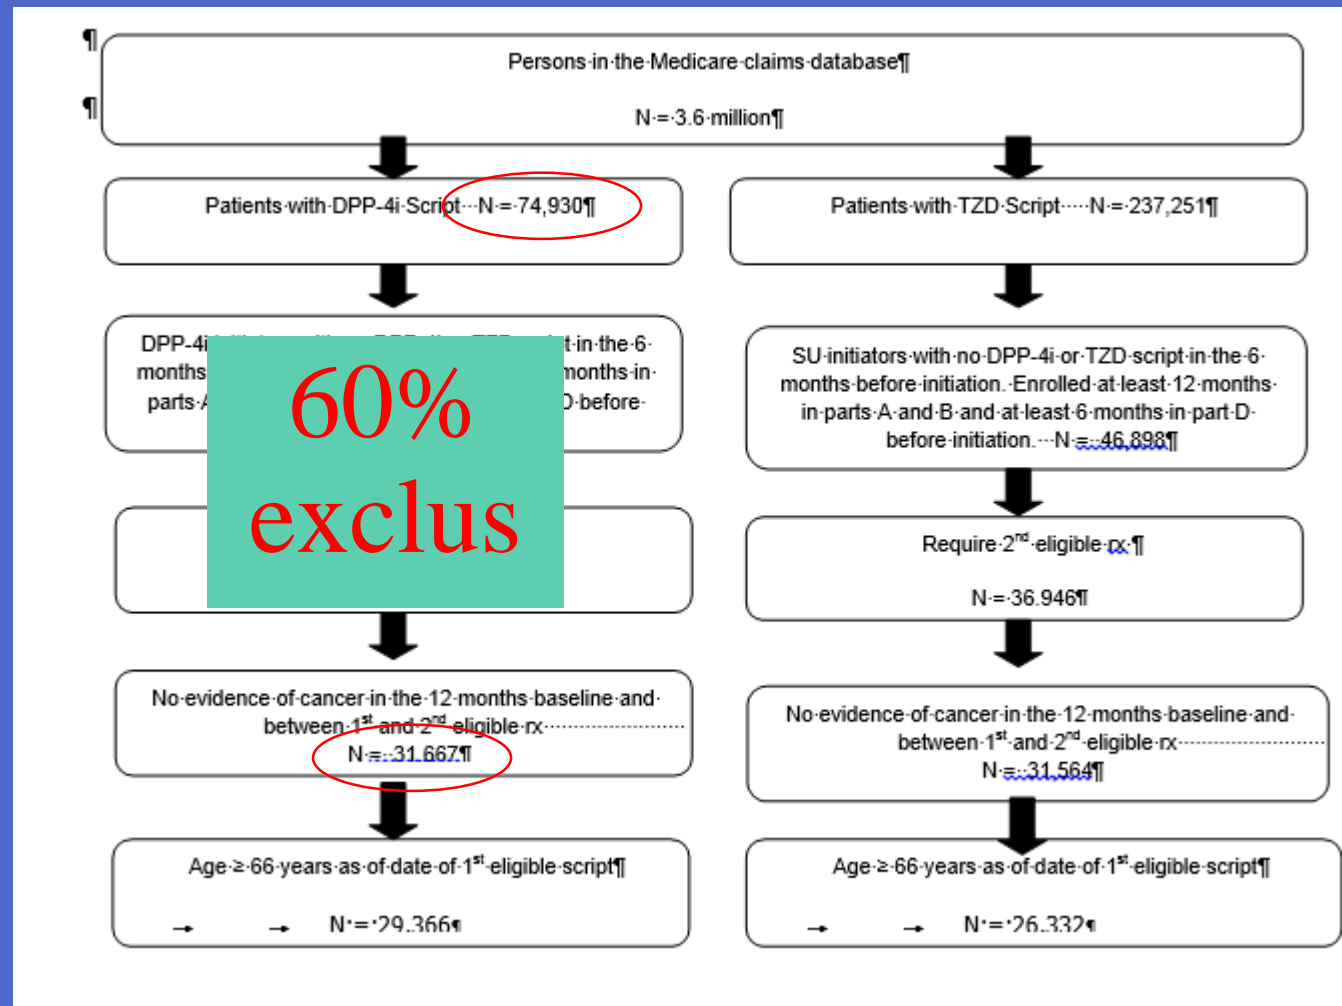 ¶
Persons·in·the·Medicare·claims·database¶
¶
N·=·3.6·million¶
Patients·with·DPP-4i·Script···N·=·74,930¶
DPP-4i
t·in·the·6·
months
months·in·
parts·
before·
60%
exclus
No·evidence·of·cancer·in·the·12·months·baseline·and·
between·1st·and·2nd·eligible·rx
N·=··31.667¶
Age·≥·66·years·as·of·date·of·1st·eligible·script¶
→ → N·=·29.366¶
Patients·with·TZD·Script·····N·=·237,251¶
SU·initiators·with·no·DPP-4i·or·TZD·script·in·the·6·
months·before·initiation.·Enrolled·at·least·12·months·
in·parts·A·and·B·and·at·least·6·months·in·part·D·
before·initiation.···N·=··46.898¶
Require·2nd·eligible·rx·¶
N·=·36.946¶
No·evidence·of·cancer·in·the·12·months·baseline·and·
between·1st·and·2nd·eligible·rx
N·=··31.564¶
Age·≥·66·years·as·of·date·of·1st·eligible·script¶
→ → N·=·26.332¶